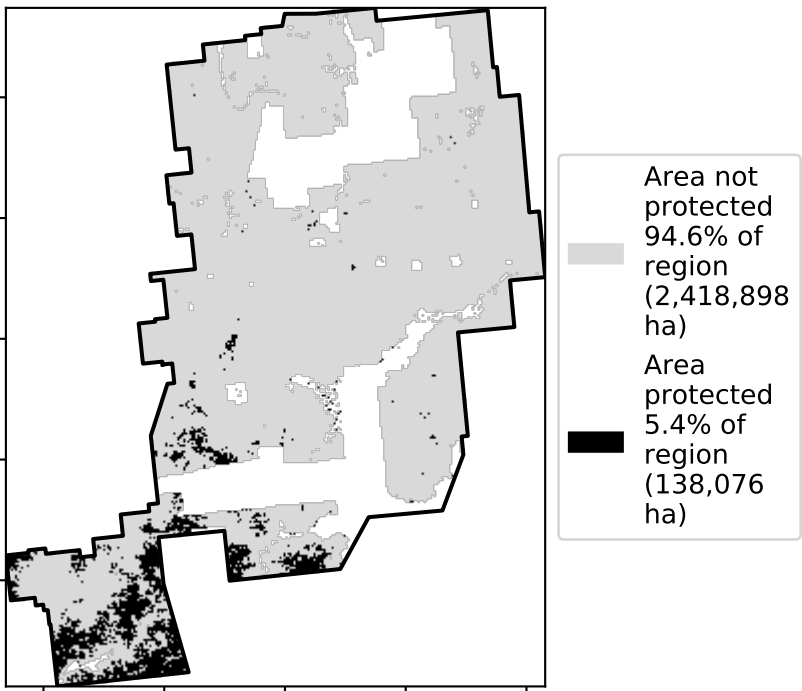 Area not
protected
94.6% of
region
(2,418,898
ha)
Area
protected
5.4% of
region
(138,076
ha)